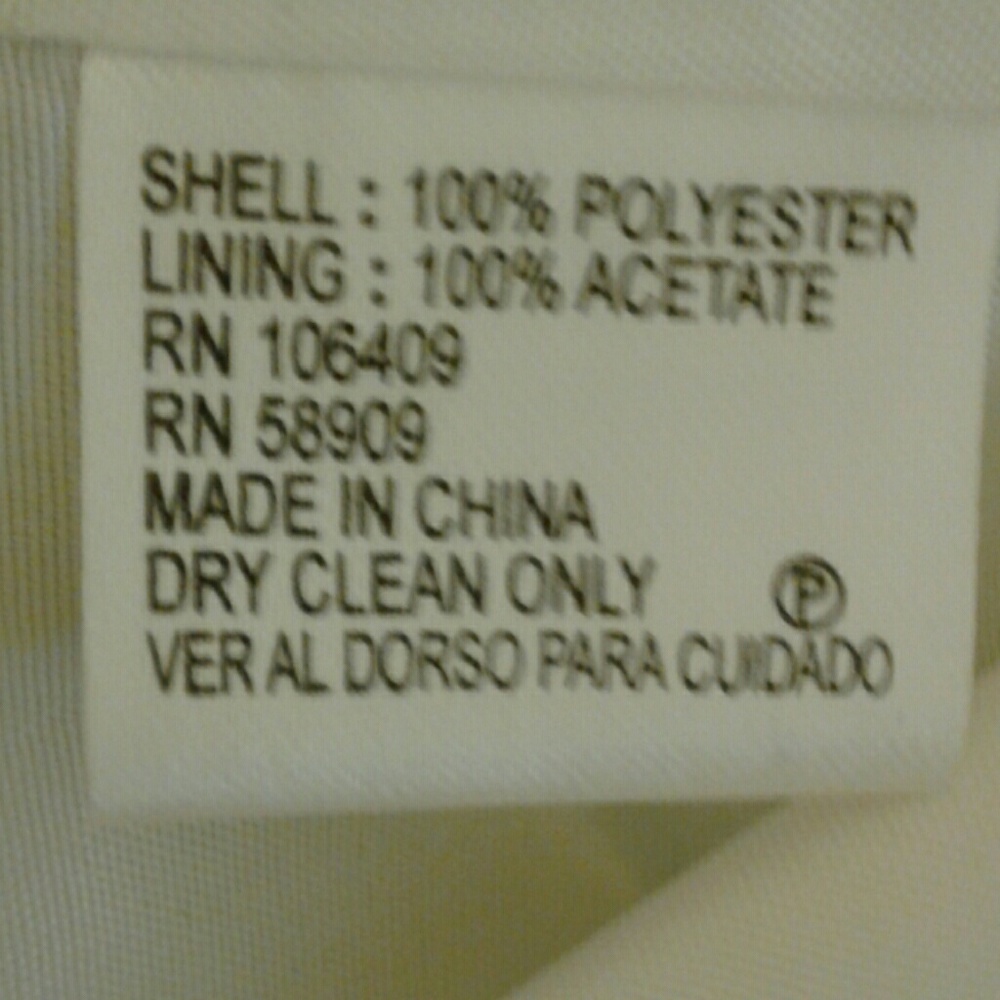 SHELL : 100% POLYESTER
LINING : 100% ACETATE
RN 106409
RN 58909
MADE IN CHINA
DRY CLEAN ONLY Ⓟ
VER AL DORSO PARA CUIDADO